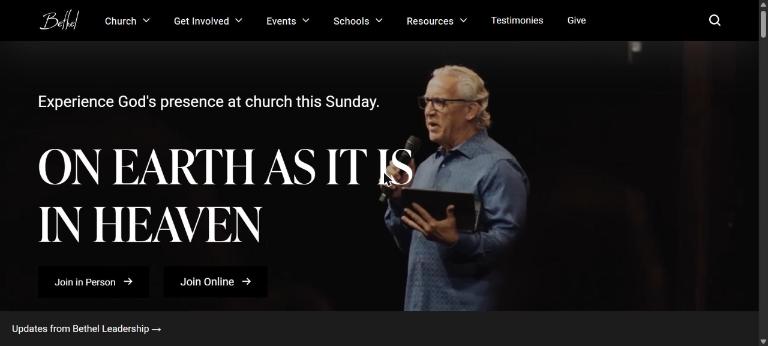 Bethel
Church Get Involved Events Schools Resources Testimonies Give
Experience God's presence at church this Sunday.
ON EARTH AS IT IS
IN HEAVEN
Join in Person → Join Online →
Updates from Bethel Leadership →